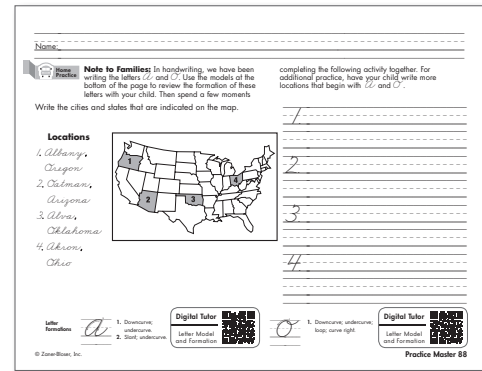 Name:
Home Practice
Note to Families: In handwriting, we have been
writing the letters A and O. Use the models at the
bottom of the page to review the formation of these
letters with your child. Then spend a few moments
completing the following activity together. For
additional practice, have your child write more
locations that begin with A and O.
Write the cities and states that are indicated on the map.
Locations
1. Albany,
Oregon
2. Oatman,
Arizona
3. Alva,
Oklahoma
4. Akron,
Ohio
1
2
3
4
1.
2
3
4
Letter Formations
A
1. Downcurve; undercurve.
2. Slant; undercurve.
Digital Tutor
Letter Model
and Formation
O
1. Downcurve; undercurve;
loop; curve right.
Digital Tutor
Letter Model
and Formation
© Zaner-Bloser, Inc.
Practice Master 88